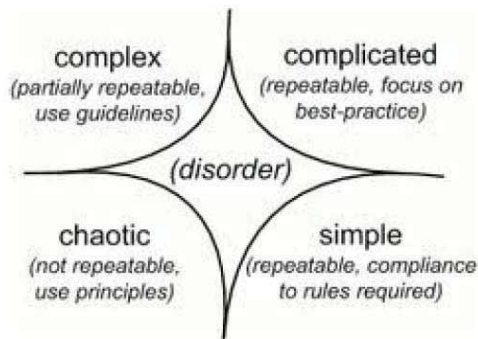 complex
(partially repeatable,
use guidelines)
complicated
(repeatable, focus on
best-practice)
(disorder)
chaotic
(not repeatable,
use principles)
simple
(repeatable, compliance
to rules required)